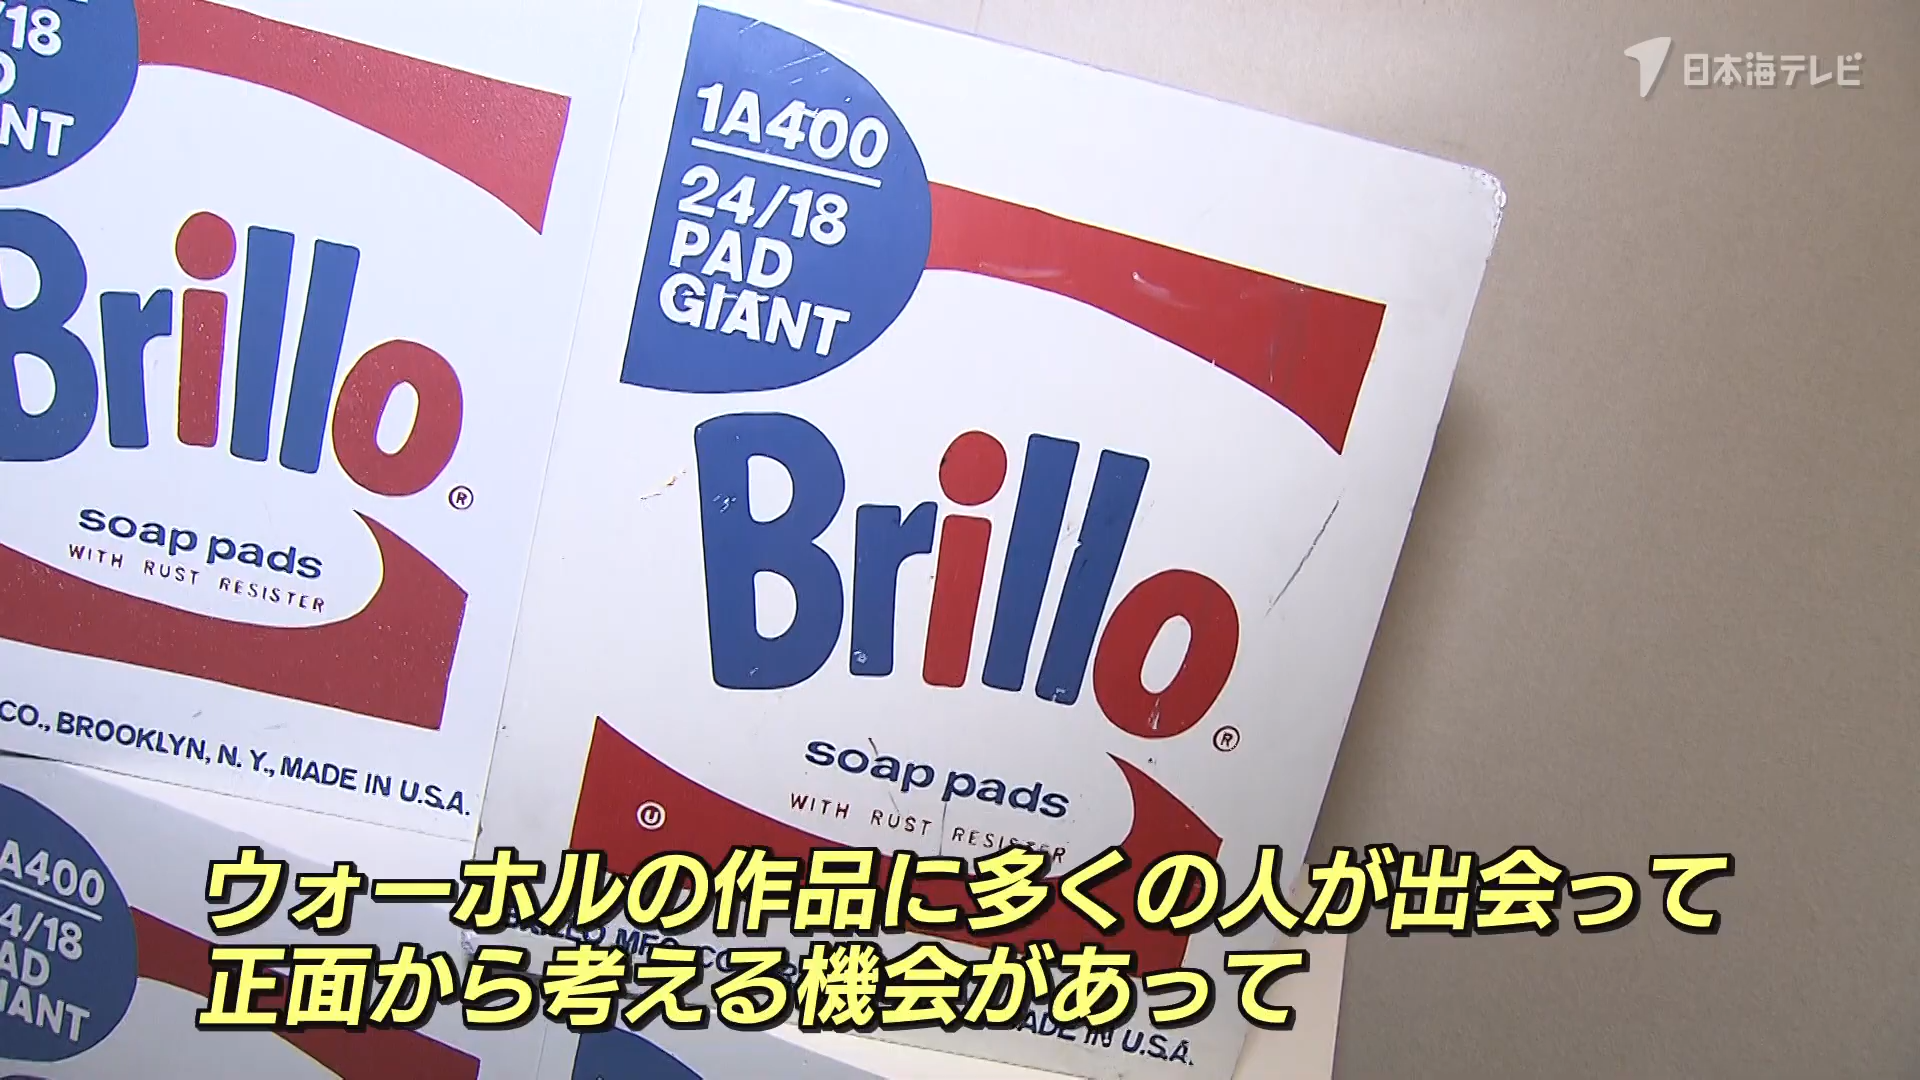 日本海テレビ
/18
NT
Brillo®
soap pads
WITH RUST RESISTER
CO., BROOKLYN, N. Y., MADE IN U.S.A.
1A400
24/18
PAD
GIANT
Brillo®
soap pads
WITH RUST RESISTER
U
MADE IN U.S.A.
A400
4/18
AD
IANT
ウォーホルの作品に多くの人が出会って
正面から考える機会があって